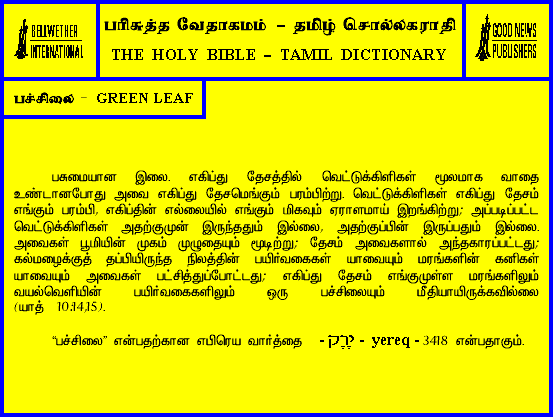 BELLWETHER
INTERNATIONAL
பரிசுத்த வேதாகமம் - தமிழ் சொல்லகராதி
THE HOLY BIBLE - TAMIL DICTIONARY
GOOD NEWS
PUBLISHERS
பச்சிலை - GREEN LEAF
பசுமையான இலை. எகிப்து தேசத்தில் வெட்டுக்கிளிகள் மூலமாக வாதை
உண்டானபோது அவை எகிப்து தேசமெங்கும் பரம்பிற்று. வெட்டுக்கிளிகள் எகிப்து தேசம்
எங்கும் பரம்பி, எகிப்தின் எல்லையில் எங்கும் மிகவும் ஏராளமாய் இறங்கிற்று; அப்படிப்பட்ட
வெட்டுக்கிளிகள் அதற்குமுன் இருந்ததும் இல்லை, அதற்குப்பின் இருப்பதும் இல்லை.
அவைகள் பூமியின் முகம் முழுதையும் மூடிற்று; தேசம் அவைகளால் அந்தகாரப்பட்டது;
கல்மழைக்குத் தப்பியிருந்த நிலத்தின் பயிர்வகைகள் யாவையும் மரங்களின் கனிகள்
யாவையும் அவைகள் பட்சித்துப்போட்டது; எகிப்து தேசம் எங்குமுள்ள மரங்களிலும்
வயல்வெளியின் பயிர்வகைகளிலும் ஒரு பச்சிலையும் மீதியாயிருக்கவில்லை
(யாத் 10:14,15).
"பச்சிலை" என்பதற்கான எபிரெய வார்த்தை - יֶרֶק - yereq - 3418 என்பதாகும்.